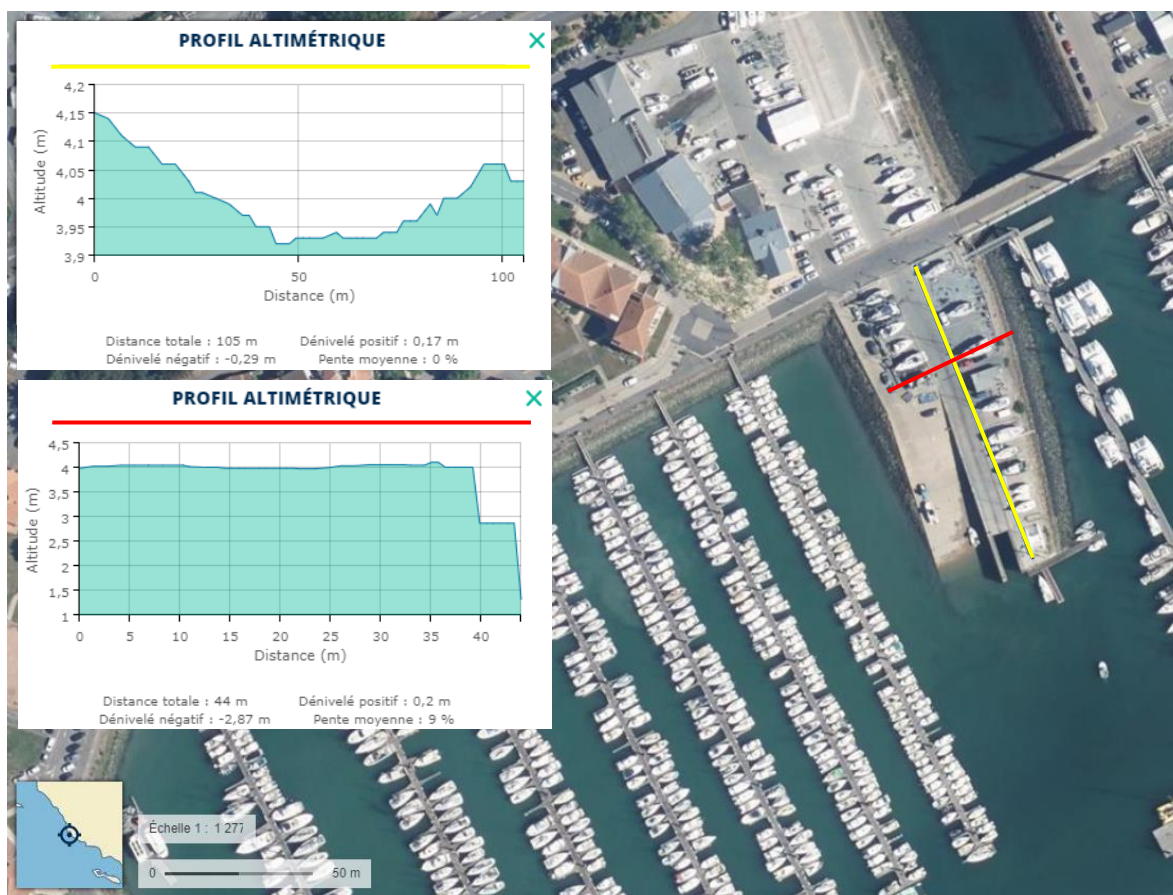 PROFIL ALTIMÉTRIQUE ×
4,2
4,15
4,1
4,05
4
3,95
3,9
Altitude (m)
0 50 100
Distance (m)
Distance totale : 105 m Dénivelé positif : 0,17 m
Dénivelé négatif : -0,29 m Pente moyenne : 0 %
PROFIL ALTIMÉTRIQUE ×
4,5
4
3,5
3
2,5
2
1,5
1
Altitude (m)
0 5 10 15 20 25 30 35 40
Distance (m)
Distance totale : 44 m Dénivelé positif : 0,2 m
Dénivelé négatif : -2,87 m Pente moyenne : 9 %
Échelle 1 : 1 277
0 50 m